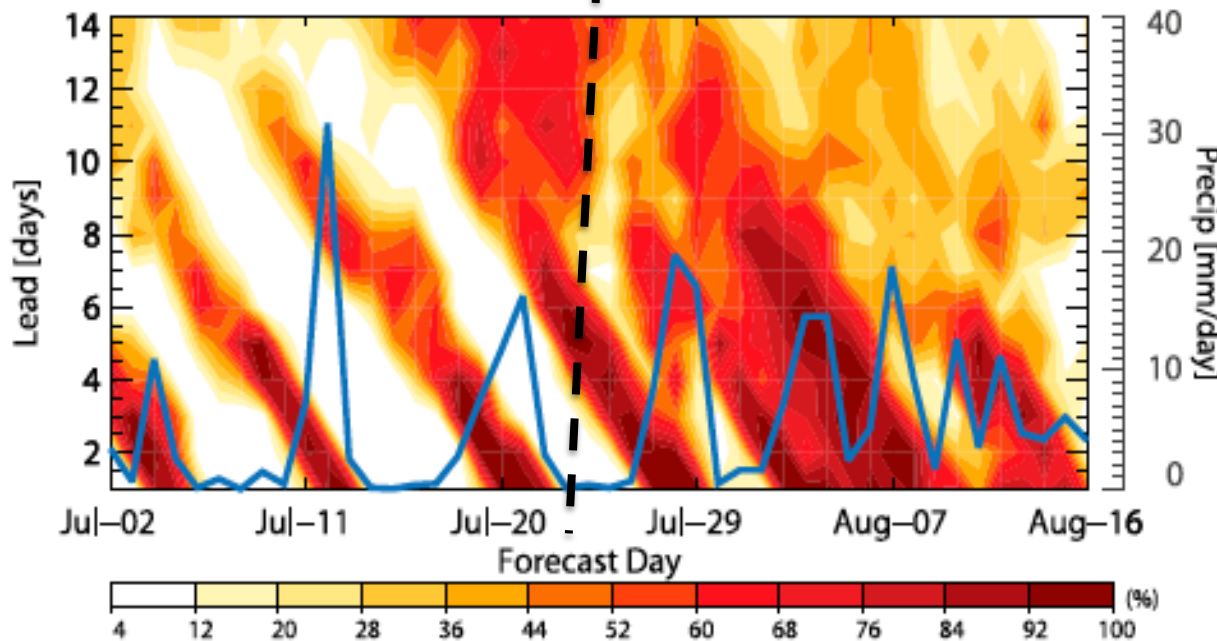 14
12
10
8
6
4
2
Lead [days]
40
30
20
10
0
Precip [mm/day]
Jul–02 Jul–11 Jul–20 Jul–29 Aug–07 Aug–16
Forecast Day
4 12 20 28 36 44 52 60 68 76 84 92 100 (%)